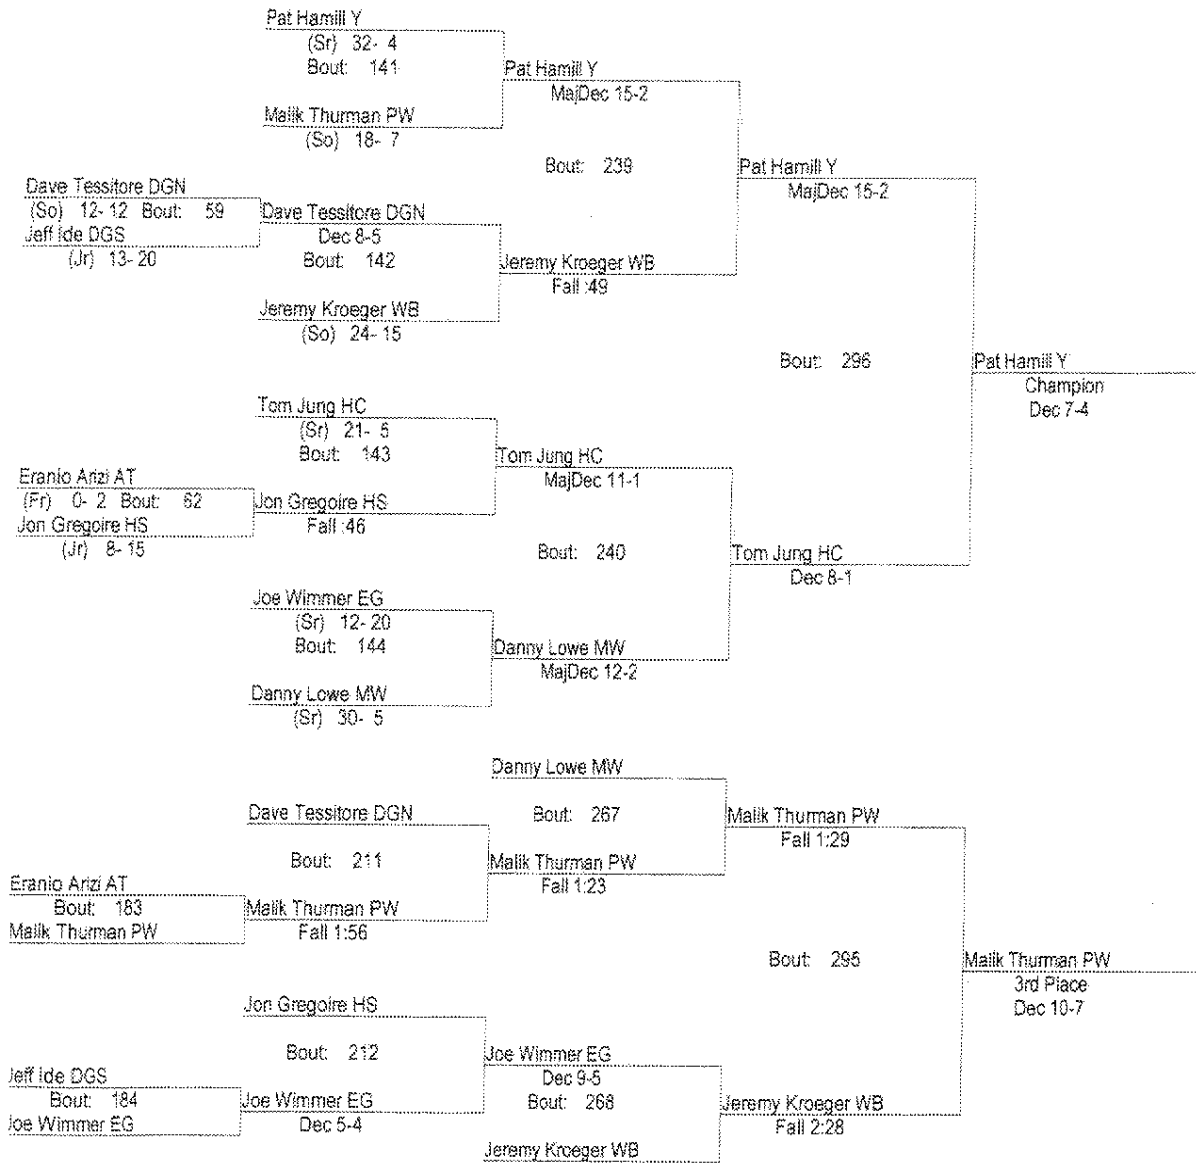 Pat Hamill Y
(Sr) 32- 4
Bout: 141
Pat Hamill Y
MajDec 15-2
Malik Thurman PW
(So) 18- 7
Bout: 239
Pat Hamill Y
MajDec 15-2
Dave Tessitore DGN
(So) 12- 12 Bout: 59
Jeff Ide DGS
(Jr) 13- 20
Dave Tessitore DGN
Dec 8-5
Bout: 142
Jeremy Kroeger WB
Fall :49
Jeremy Kroeger WB
(So) 24- 15
Bout: 296
Pat Hamill Y
Champion
Dec 7-4
Tom Jung HC
(Sr) 21- 5
Bout: 143
Tom Jung HC
MajDec 11-1
Eranio Arizi AT
(Fr) 0- 2 Bout: 62
Jon Gregoire HS
(Jr) 8- 15
Jon Gregoire HS
Fall :46
Bout: 240
Tom Jung HC
Dec 8-1
Joe Wimmer EG
(Sr) 12- 20
Bout: 144
Danny Lowe MW
MajDec 12-2
Danny Lowe MW
(Sr) 30- 5
Danny Lowe MW
Bout: 267
Malik Thurman PW
Fall 1:29
Dave Tessitore DGN
Bout: 211
Malik Thurman PW
Fall 1:23
Eranio Arizi AT
Bout: 183
Malik Thurman PW
Malik Thurman PW
Fall 1:56
Bout: 295
Malik Thurman PW
3rd Place
Dec 10-7
Jon Gregoire HS
Bout: 212
Joe Wimmer EG
Dec 9-5
Bout: 268
Jeff Ide DGS
Bout: 184
Joe Wimmer EG
Joe Wimmer EG
Dec 5-4
Jeremy Kroeger WB
Fall 2:28
Jeremy Kroeger WB